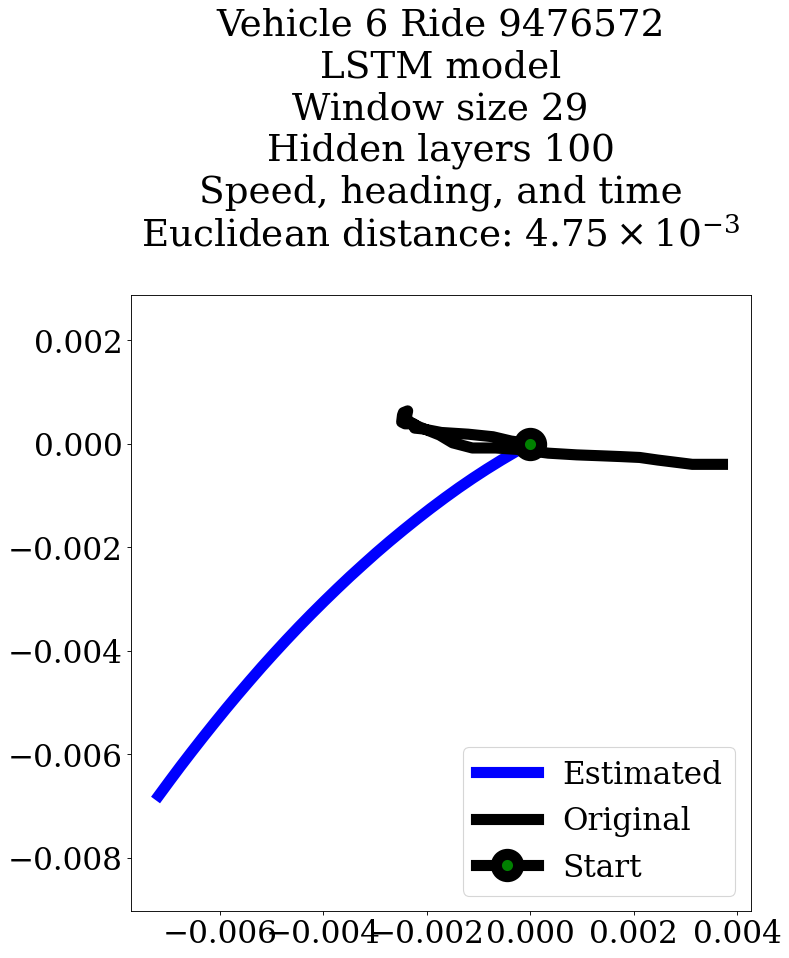 Vehicle 6 Ride 9476572
LSTM model
Window size 29
Hidden layers 100
Speed, heading, and time
Euclidean distance: 4.75 × 10⁻³
0.002
0.000
−0.002
−0.004
−0.006
−0.008
Estimated
Original
Start
−0.006 −0.004 −0.002 0.000 0.002 0.004